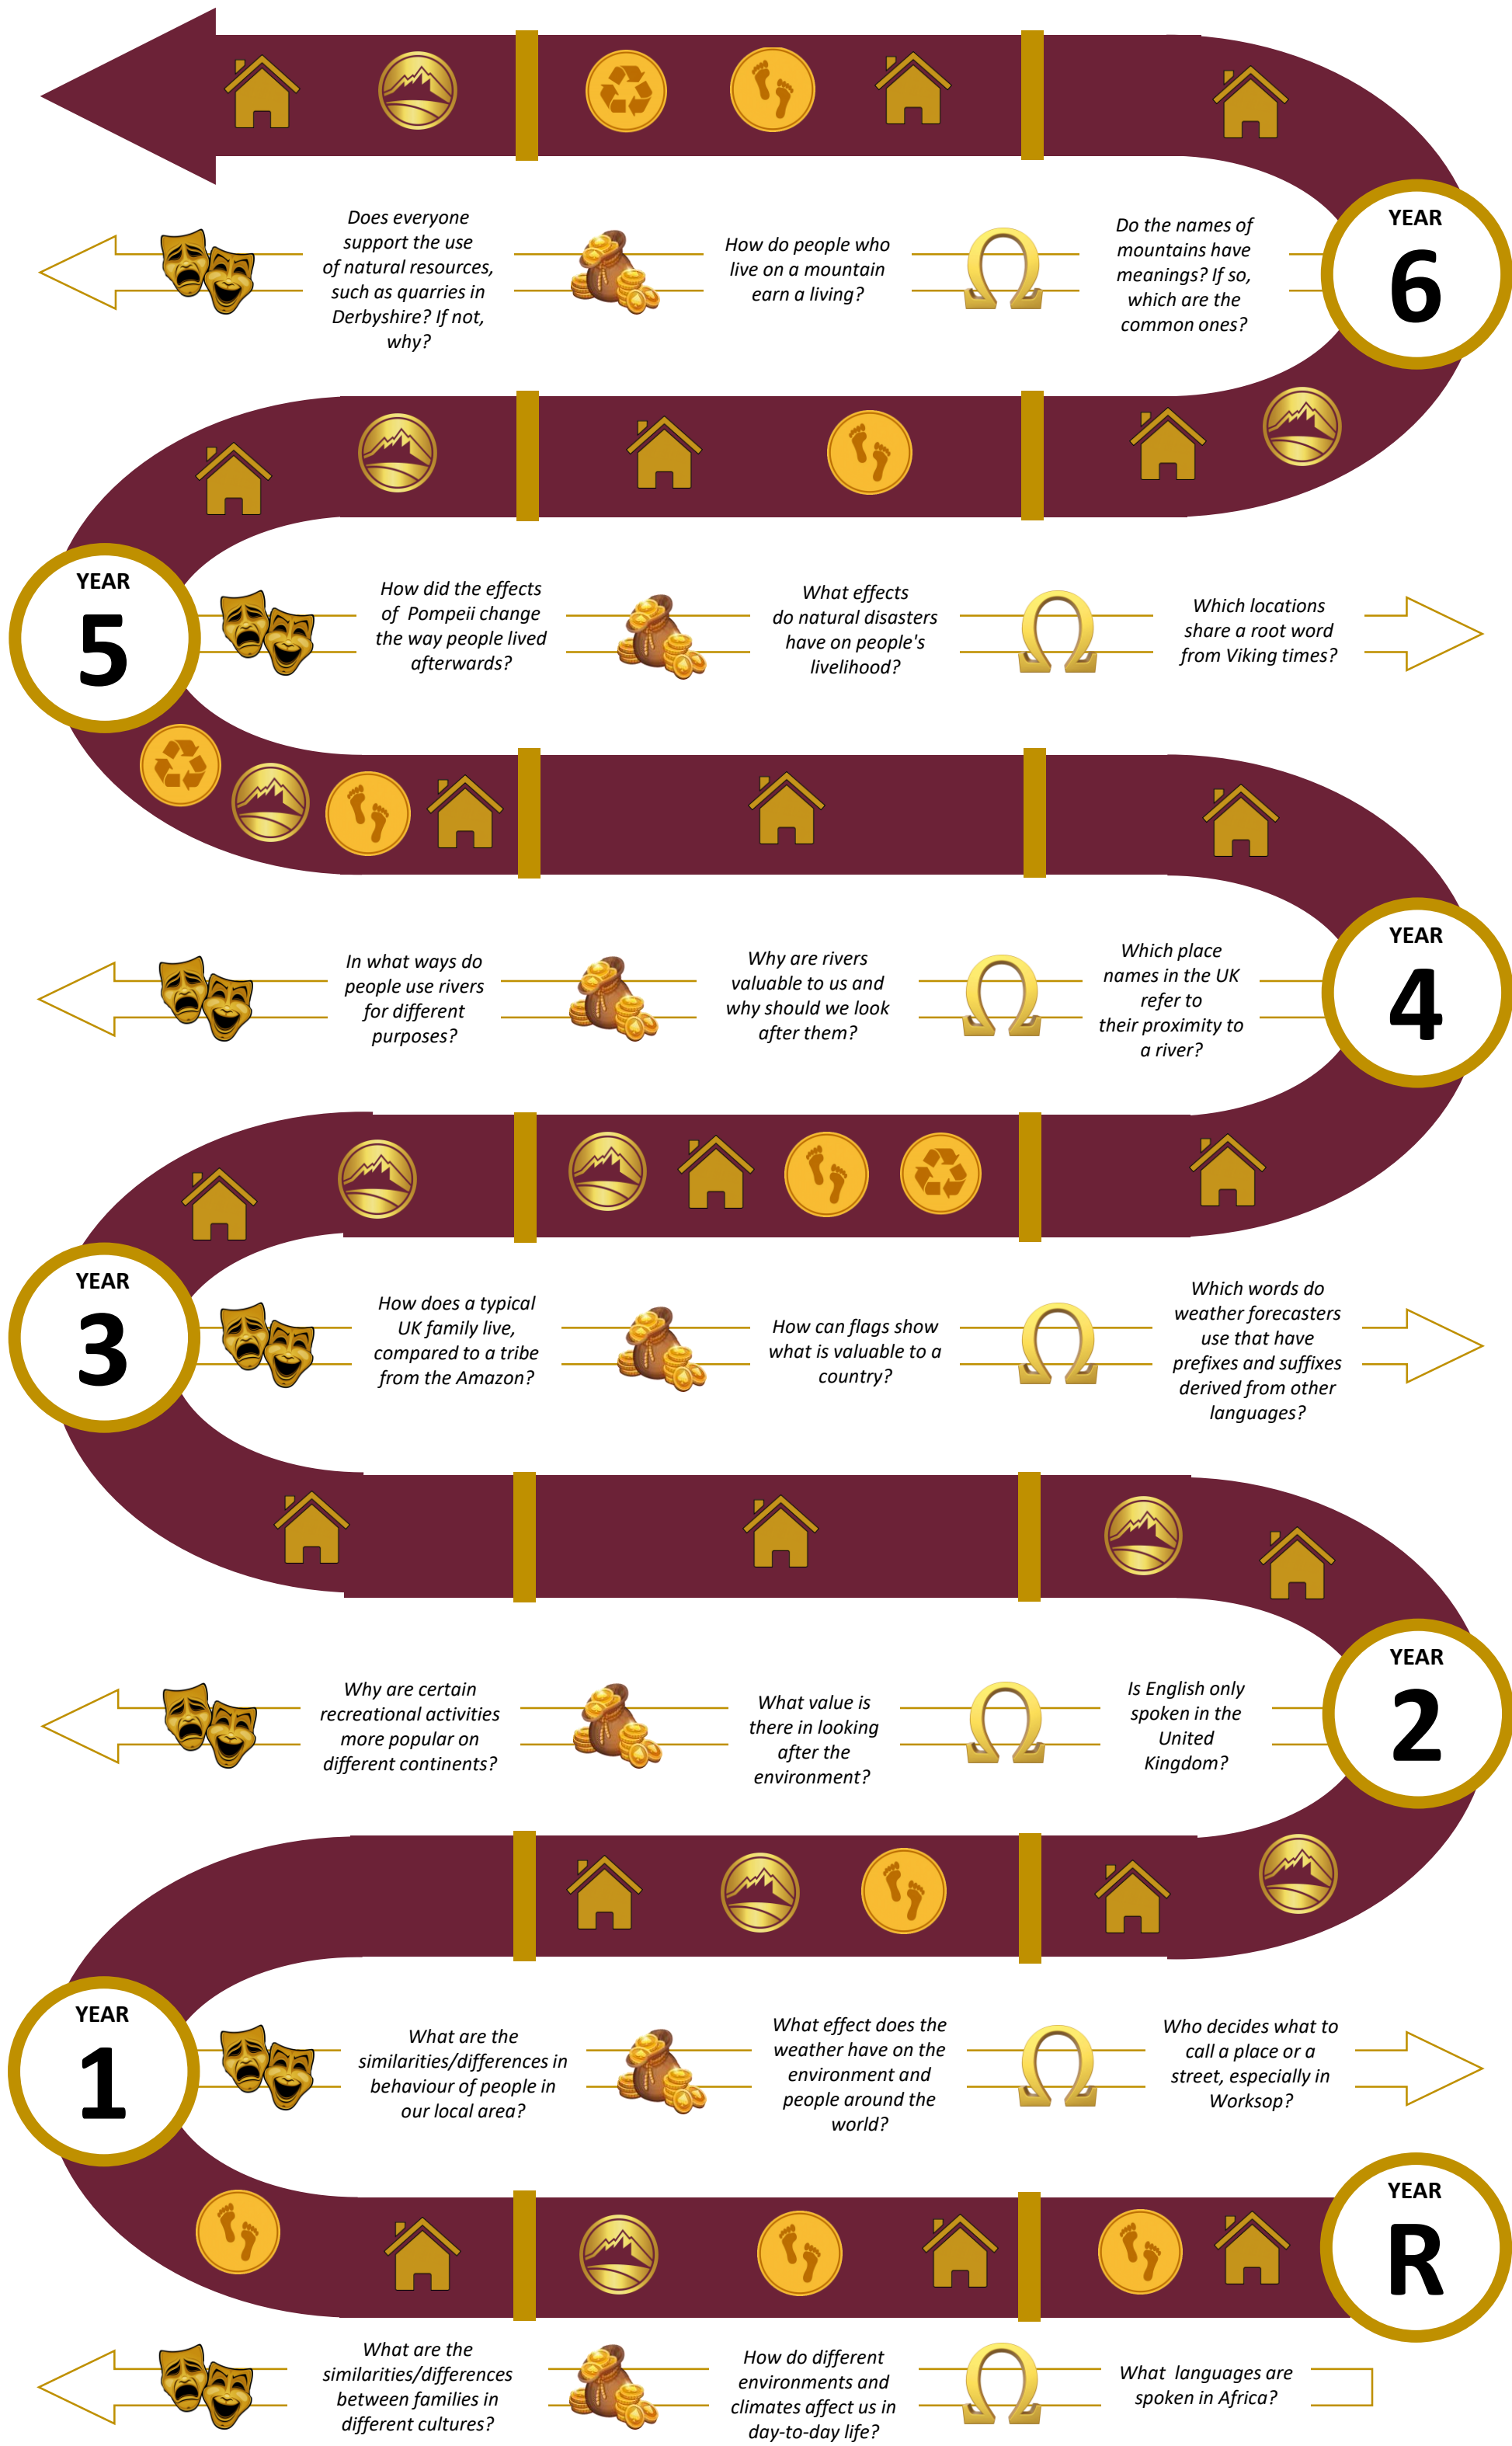 Does everyone
support the use
of natural resources,
such as quarries in
Derbyshire? If not,
why?
How do people who
live on a mountain
earn a living?
Do the names of
mountains have
meanings? If so,
which are the
common ones?
YEAR
6
YEAR
5
How did the effects
of Pompeii change
the way people lived
afterwards?
What effects
do natural disasters
have on people's
livelihood?
Which locations
share a root word
from Viking times?
In what ways do
people use rivers
for different
purposes?
Why are rivers
valuable to us and
why should we look
after them?
Which place
names in the UK
refer to
their proximity to
a river?
YEAR
4
YEAR
3
How does a typical
UK family live,
compared to a tribe
from the Amazon?
How can flags show
what is valuable to a
country?
Which words do
weather forecasters
use that have
prefixes and suffixes
derived from other
languages?
Why are certain
recreational activities
more popular on
different continents?
What value is
there in looking
after the
environment?
Is English only
spoken in the
United
Kingdom?
YEAR
2
YEAR
1
What are the
similarities/differences in
behaviour of people in
our local area?
What effect does the
weather have on the
environment and
people around the
world?
Who decides what to
call a place or a
street, especially in
Worksop?
YEAR
R
What are the
similarities/differences
between families in
different cultures?
How do different
environments and
climates affect us in
day-to-day life?
What languages are
spoken in Africa?